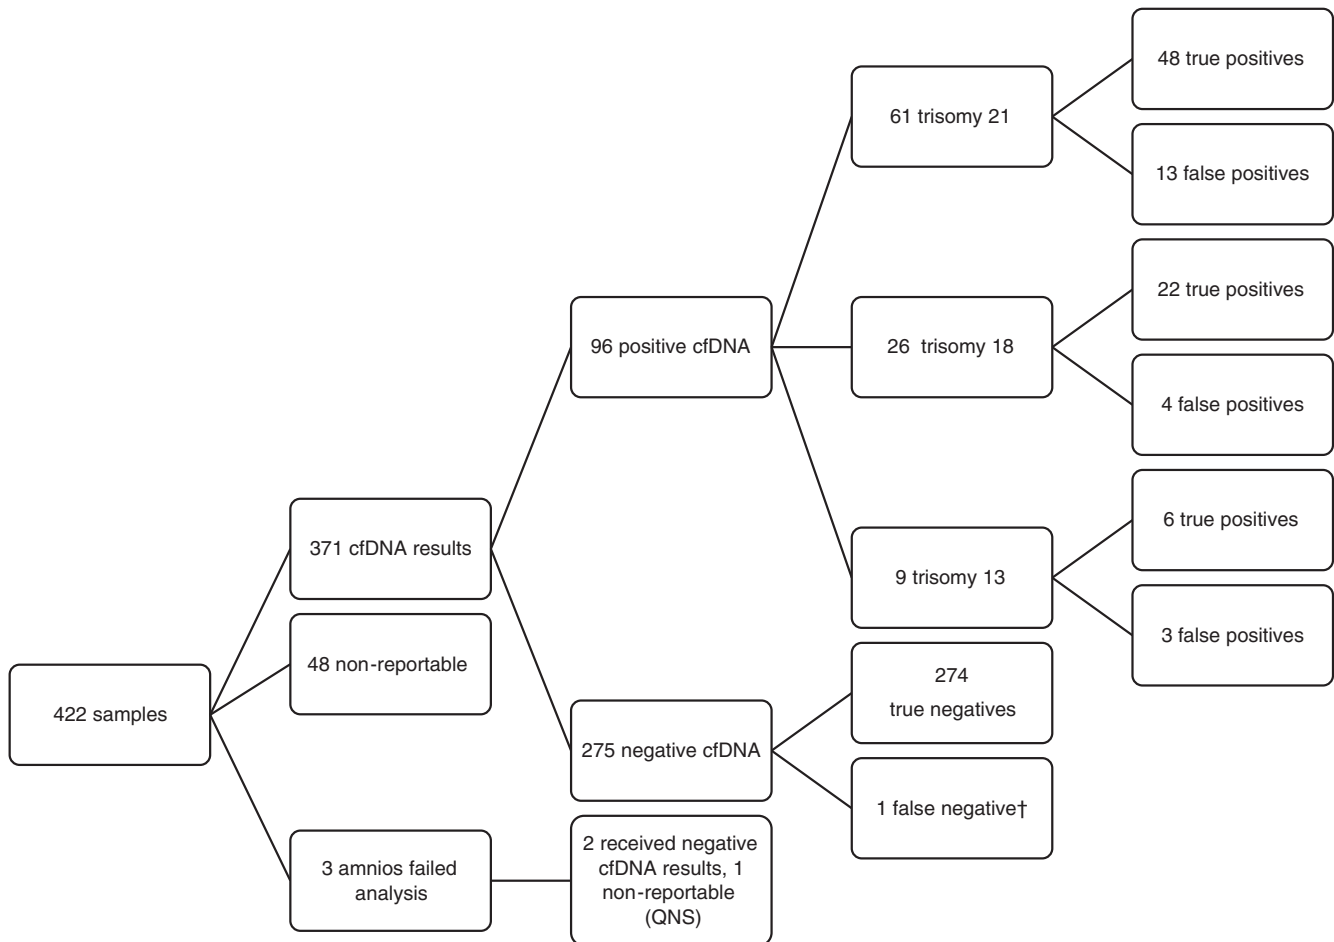 422 samples
371 cfDNA results
48 non-reportable
3 amnios failed
analysis
96 positive cfDNA
275 negative cfDNA
2 received negative
cfDNA results, 1
non-reportable
(QNS)
61 trisomy 21
26 trisomy 18
9 trisomy 13
274
true negatives
1 false negative†
48 true positives
13 false positives
22 true positives
4 false positives
6 true positives
3 false positives